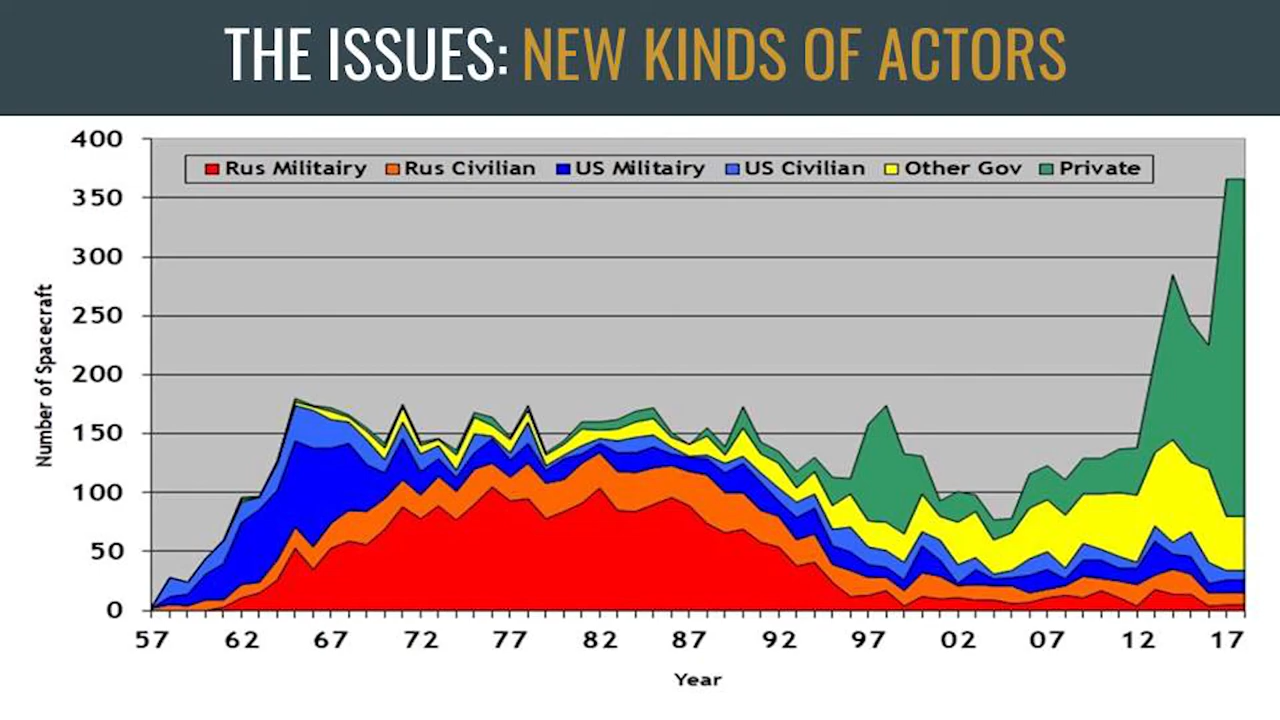 THE ISSUES: NEW KINDS OF ACTORS
400
Rus Militairy Rus Civilian US Militairy US Civilian Other Gov Private
350
300
250
200
150
100
50
0
Number of Spacecraft
57 62 67 72 77 82 87 92 97 02 07 12 17
Year